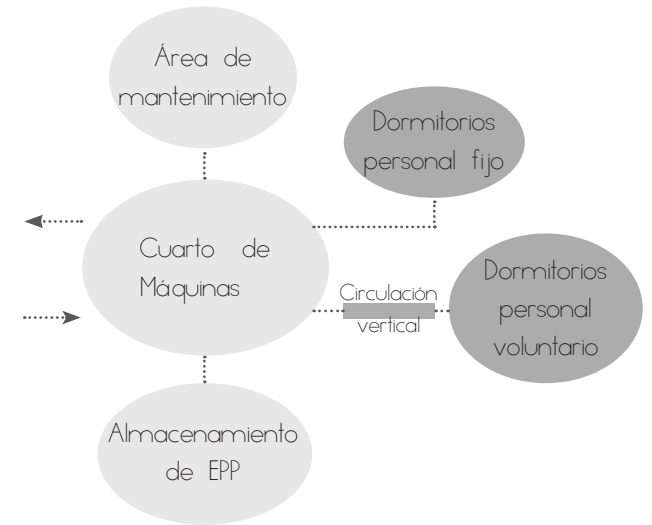 Área de
mantenimiento
Dormitorios
personal fijo
Cuarto de
Máquinas
Circulación
vertical
Dormitorios
personal
voluntario
Almacenamiento
de EPP